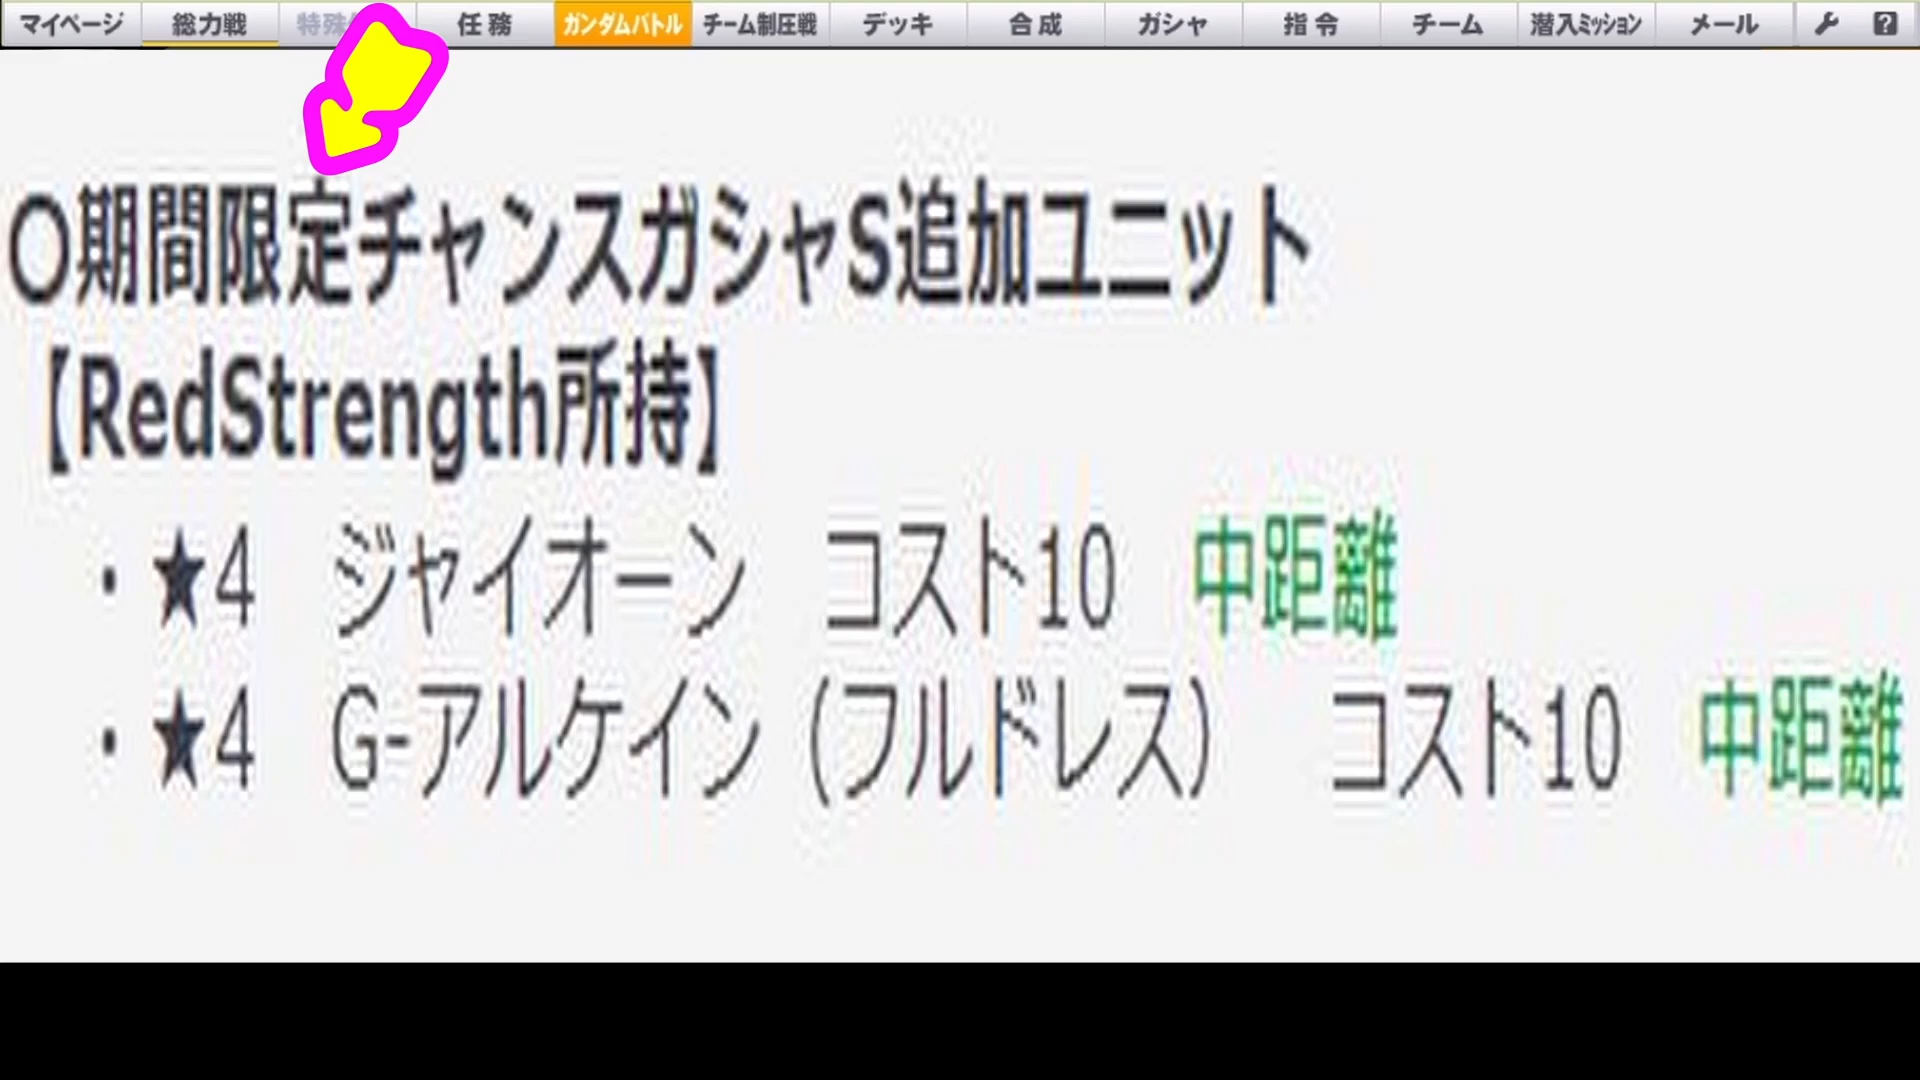 マイページ 総力戦 特殊 任務 ガンダムバトル チーム制圧戦 デッキ 合成 ガシャ 指令 チーム 潜入ミッション メール ?
〇期間限定チャンスガシャS追加ユニット
【RedStrength所持】
・★4 ジャイオーン コスト10 中距離
・★4 G-アルケイン（フルドレス） コスト10 中距離